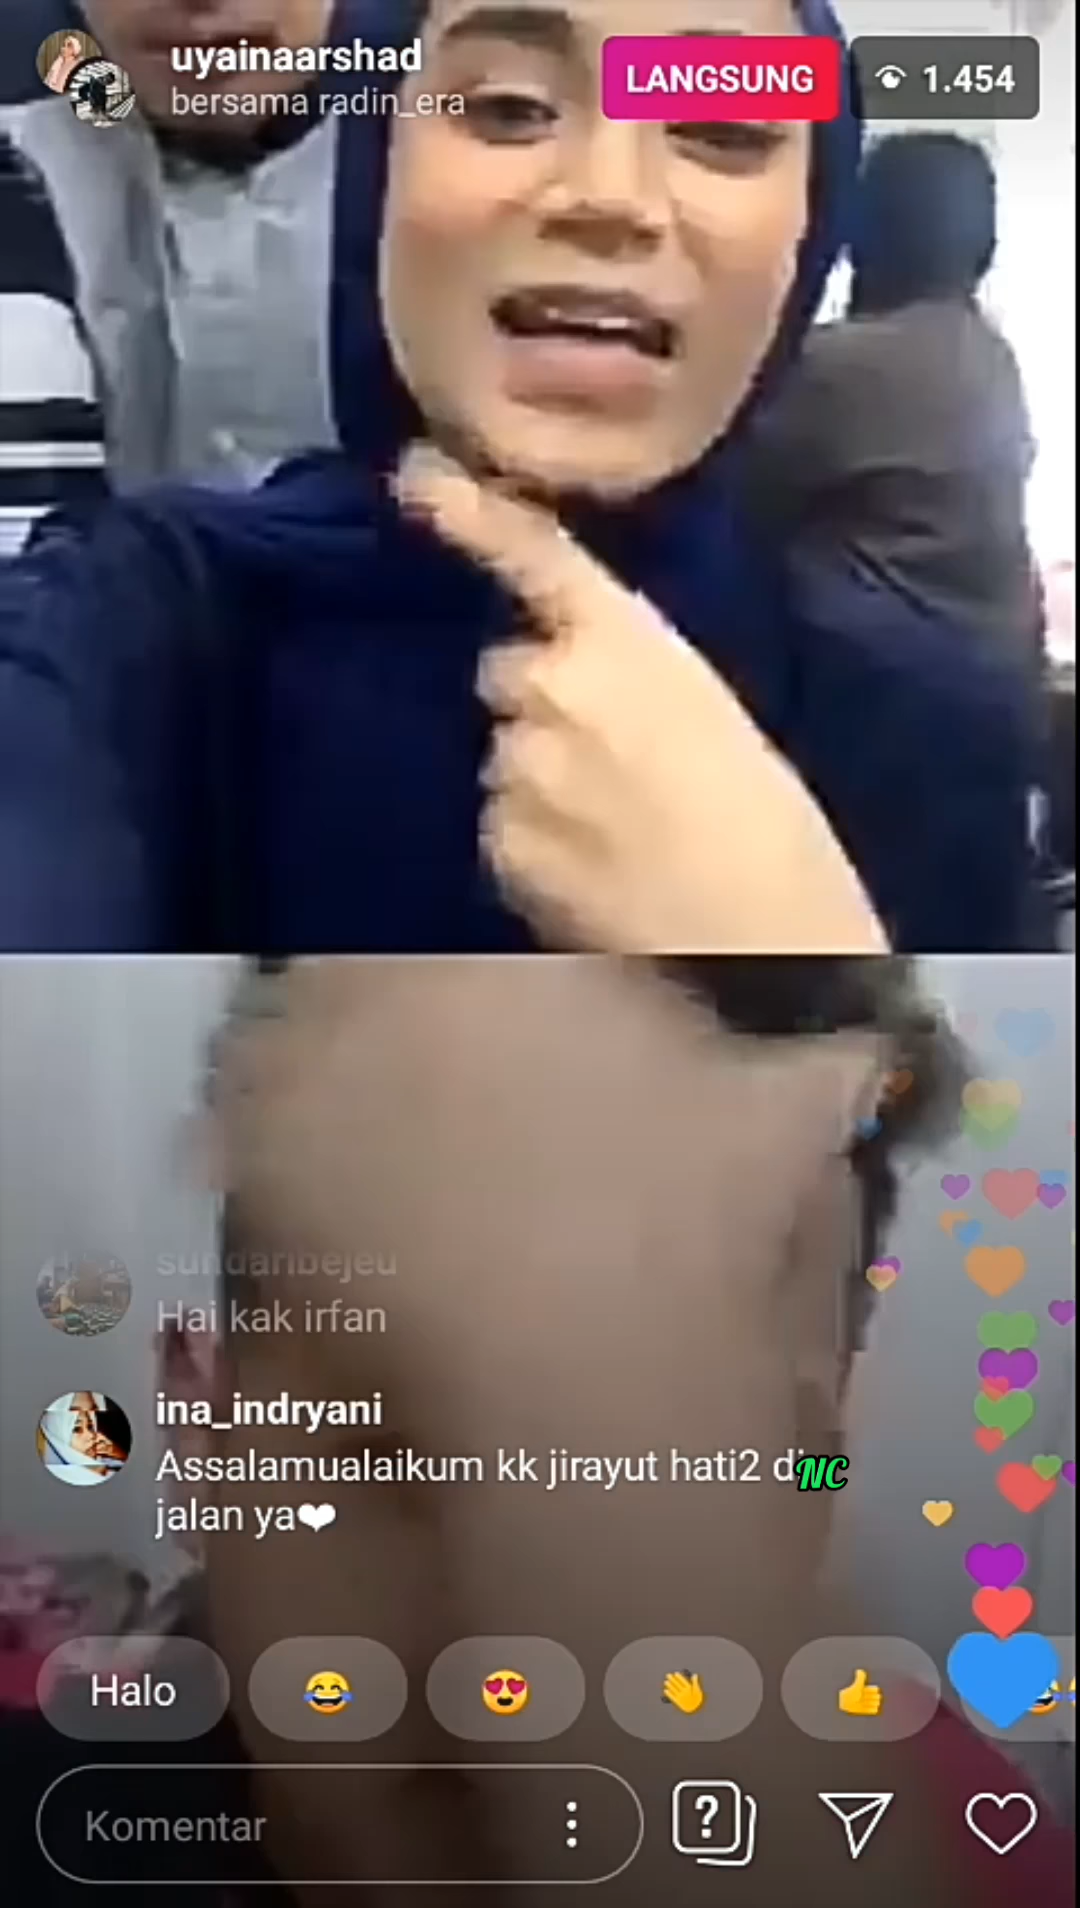 uyainaarshad
bersama radin_era
LANGSUNG
1.454
sundaribejeu
Hai kak irfan
ina_indryani
Assalamualaikum kk jirayut hati2 di
NC
jalan ya❤
Halo
Komentar